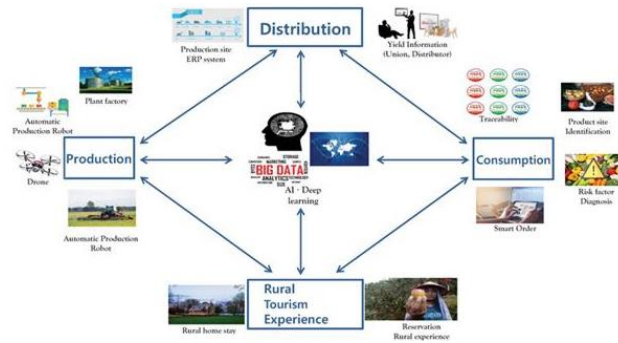 Distribution
Production site
ERP system
Yield Information
(Union, Distributor)
Plant factory
Automatic
Production Robot
Traceability
Product site
Identification
Production
Drone
STORAGE
MARKETING
BIG DATA
ANALYTICS
AI - Deep
learning
Consumption
Automatic Production
Robot
Smart Order
Risk factor
Diagnosis
Rural
Tourism
Experience
Rural home stay
Reservation
Rural experience